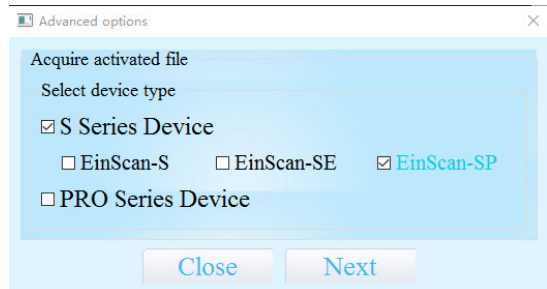 Advanced options
Acquire activated file
Select device type
S Series Device
EinScan-S EinScan-SE EinScan-SP
PRO Series Device
Close Next